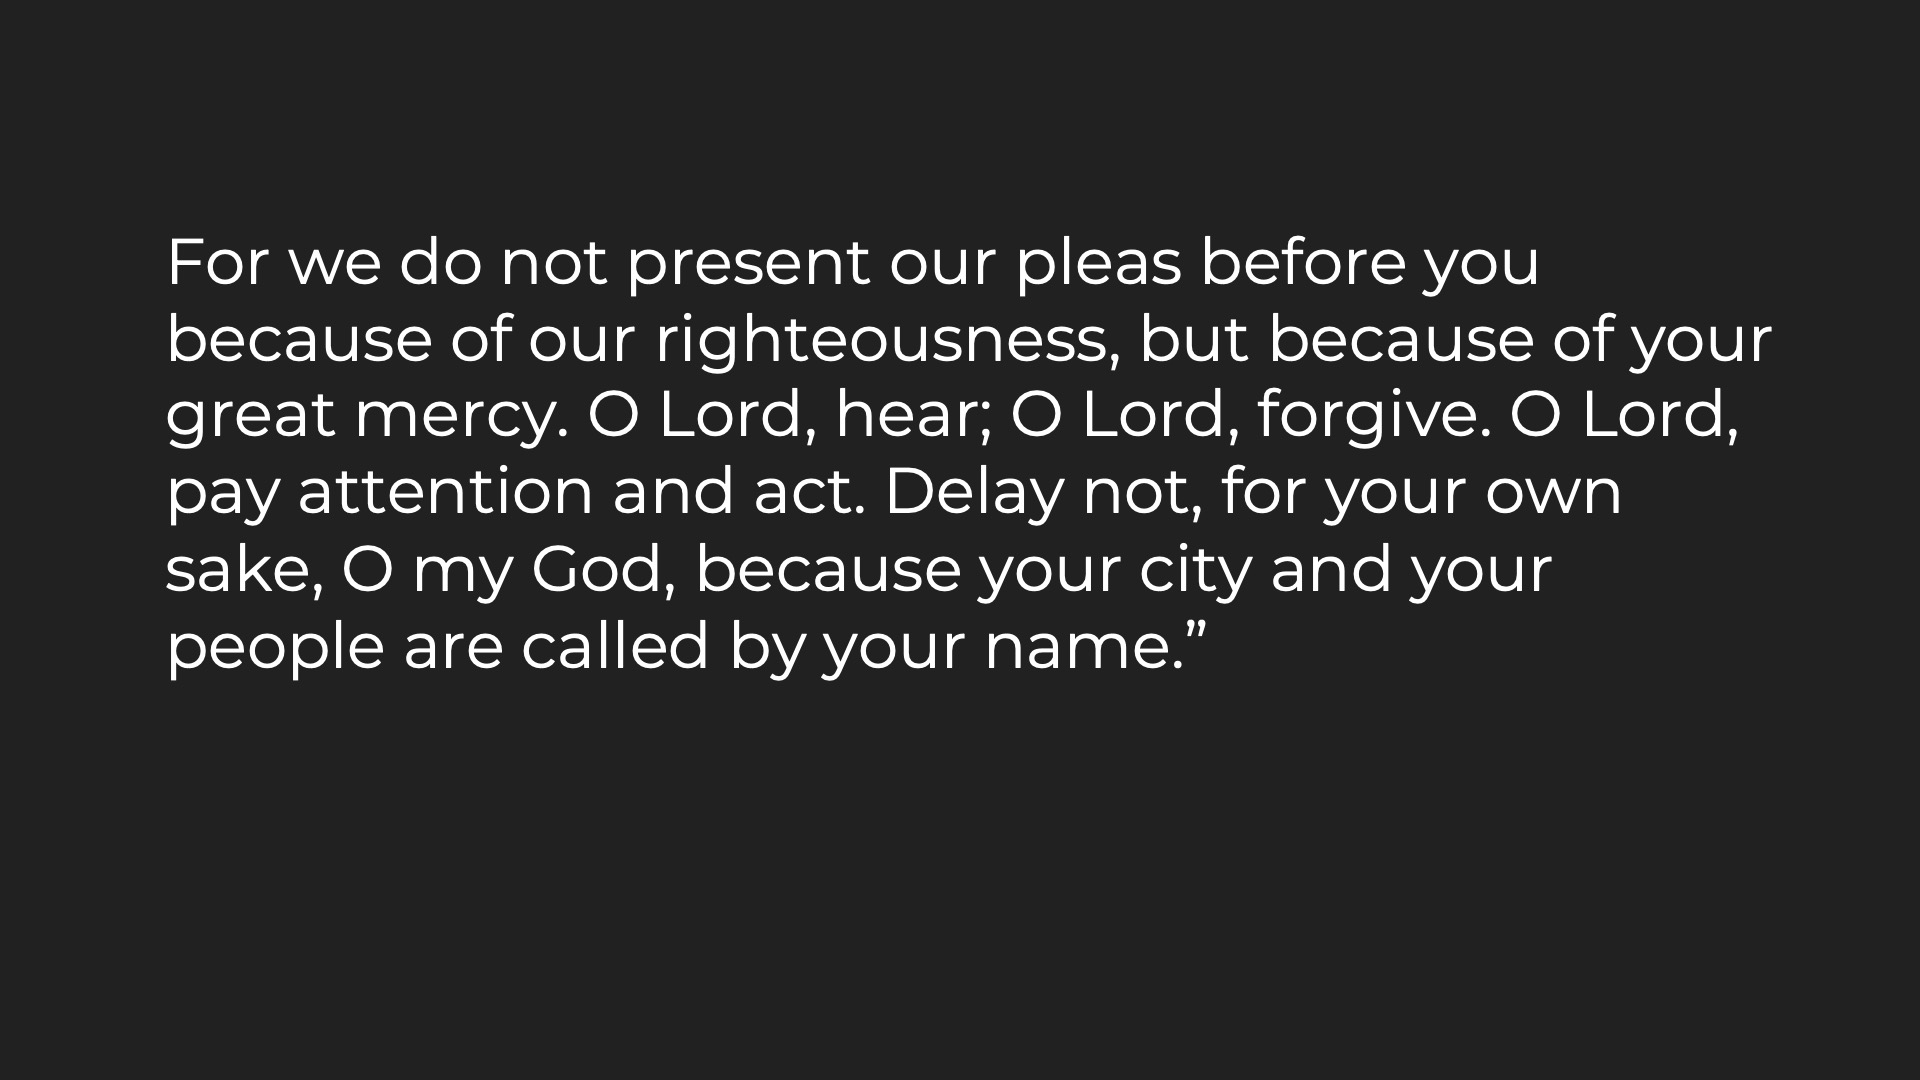 For we do not present our pleas before you
because of our righteousness, but because of your
great mercy. O Lord, hear; O Lord, forgive. O Lord,
pay attention and act. Delay not, for your own
sake, O my God, because your city and your
people are called by your name.”